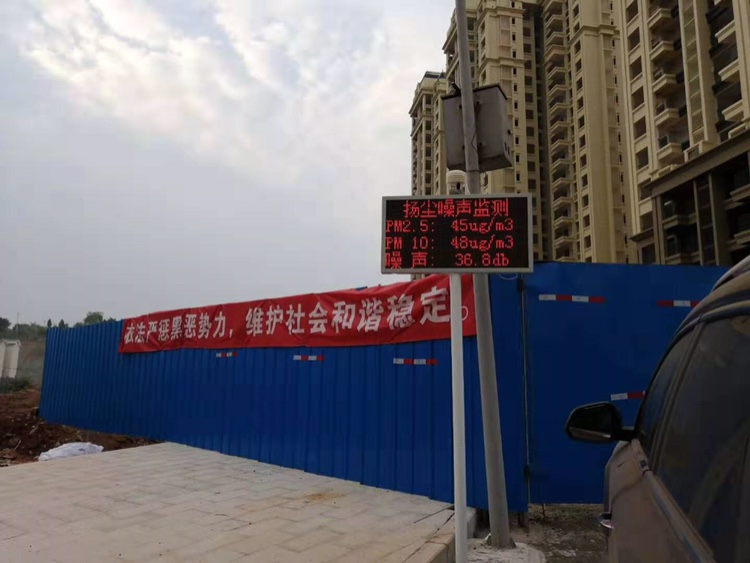 扬尘噪声监测
PM2.5: 45ug/m3
PM 10: 48ug/m3
噪 声: 36.8db
依法严惩黑恶势力，维护社会和谐稳定。